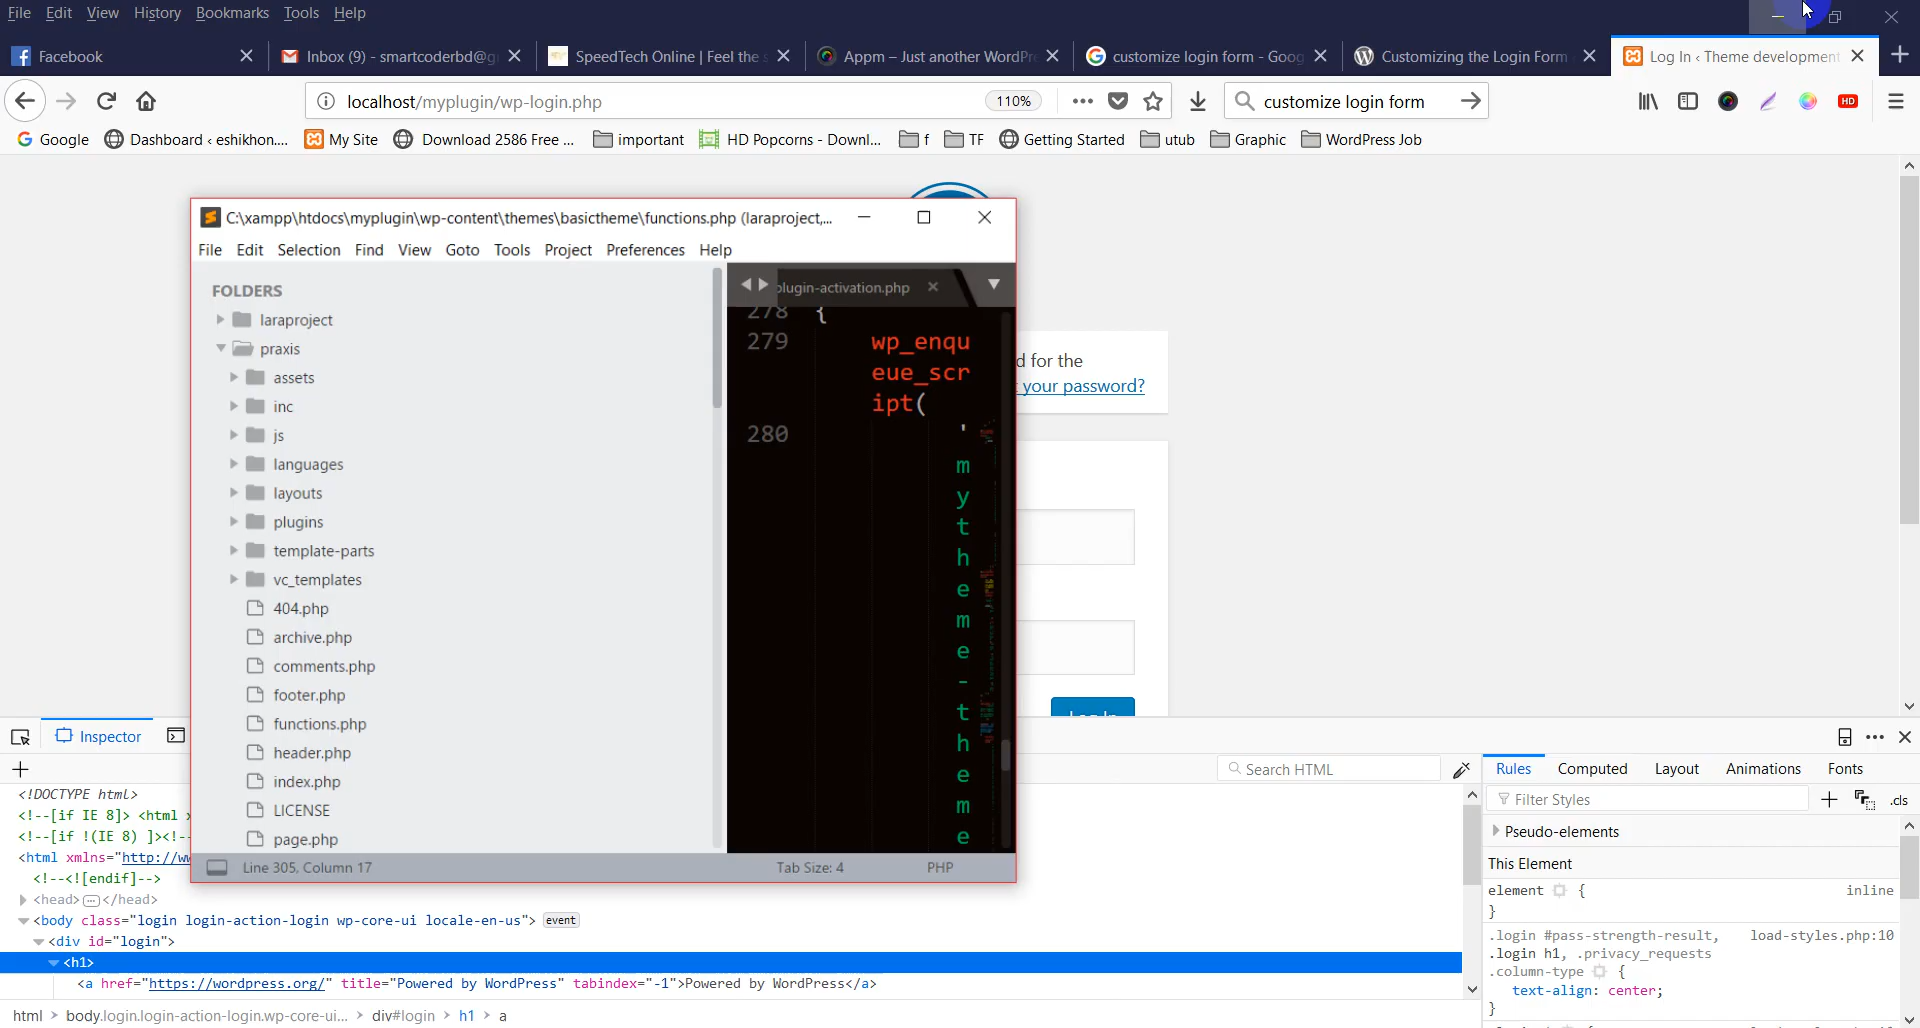 File Edit View History Bookmarks Tools Help
Facebook
Inbox (9) - smartcoderbd@g
SpeedTech Online | Feel the s
Appm – Just another WordPre
customize login form - Goog
Customizing the Login Form
Log In ‹ Theme development
localhost/myplugin/wp-login.php
110%
customize login form
HD
Google
Dashboard ‹ eshikhon....
My Site
Download 2586 Free ...
important
HD Popcorns - Downl...
f
TF
Getting Started
utub
Graphic
WordPress Job
C:\xampp\htdocs\myplugin\wp-content\themes\basictheme\functions.php (laraproject,...
File Edit Selection Find View Goto Tools Project Preferences Help
FOLDERS
laraproject
praxis
assets
inc
js
languages
layouts
plugins
template-parts
vc_templates
404.php
archive.php
comments.php
footer.php
functions.php
header.php
index.php
LICENSE
page.php
plugin-activation.php
278 {
279 wp_enqu
eue_scr
ipt(
280 '
m
y
t
h
e
m
e
-
t
h
e
m
e
Line 305, Column 17
Tab Size: 4
PHP
d for the
your password?
Log In
Inspector
Search HTML
<!DOCTYPE html>
<!--[if IE 8]> <html x
<!--[if !(IE 8) ]><!--
<html xmlns="http://ww
<!--<![endif]-->
<head></head>
<body class="login login-action-login wp-core-ui locale-en-us"> event
<div id="login">
<h1>
<a href="https://wordpress.org/" title="Powered by WordPress" tabindex="-1">Powered by WordPress</a>
html > body.login.login-action-login.wp-core-ui... > div#login > h1 > a
Rules Computed Layout Animations Fonts
Filter Styles
.cls
Pseudo-elements
This Element
element { inline
}
.login #pass-strength-result, load-styles.php:10
.login h1, .privacy_requests
.column-type {
text-align: center;
}